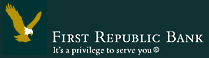 First Republic Bank
It's a privilege to serve you®